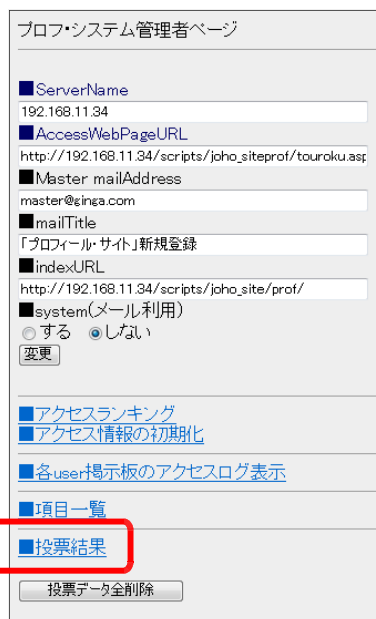 プロフ・システム管理者ページ
■ServerName
192.168.11.34
■AccessWebPageURL
http://192.168.11.34/scripts/joho_siteprof/touroku.asp
■Master mailAddress
master@ginga.com
■mailTitle
「プロフィール・サイト」新規登録
■indexURL
http://192.168.11.34/scripts/joho_site/prof/
■system(メール利用)
する しない
変更
■アクセスランキング
■アクセス情報の初期化
■各user掲示板のアクセスログ表示
■項目一覧
■投票結果
投票データ全削除